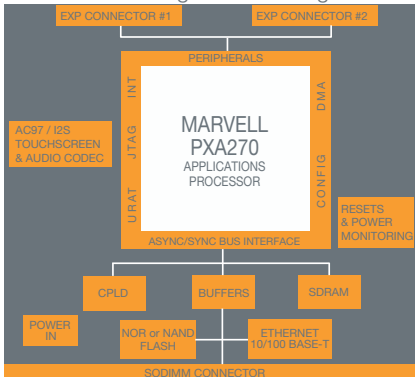 EXP CONNECTOR #1
EXP CONNECTOR #2
PERIPHERALS
INT
DMA
MARVELL
PXA270
APPLICATIONS
PROCESSOR
AC97 / I2S
TOUCHSCREEN
& AUDIO CODEC
JTAG
URAT
CONFIG
RESETS
& POWER
MONITORING
ASYNC/SYNC BUS INTERFACE
CPLD
BUFFERS
SDRAM
POWER
IN
NOR or NAND
FLASH
ETHERNET
10/100 BASE-T
SODIMM CONNECTOR